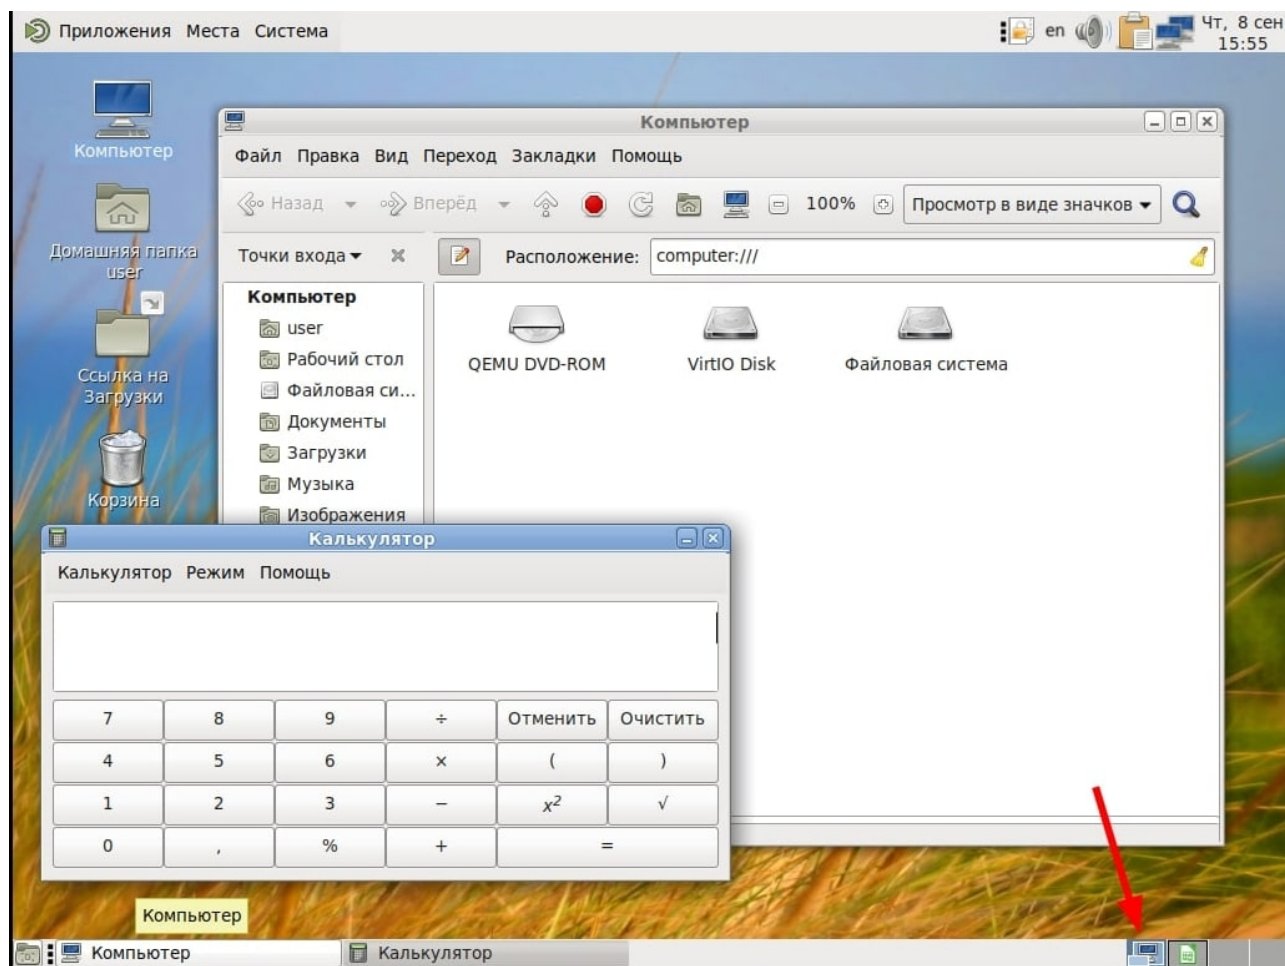 Приложения Места Система
en
Чт, 8 сен
15:55
Компьютер
Домашняя папка
user
Ссылка на
Загрузки
Корзина
Компьютер
Файл Правка Вид Переход Закладки Помощь
Назад Вперёд 100% Просмотр в виде значков
Точки входа Расположение: computer:///
Компьютер
user
Рабочий стол
Файловая си...
Документы
Загрузки
Музыка
Изображения
QEMU DVD-ROM VirtIO Disk Файловая система
Калькулятор
Калькулятор Режим Помощь
7 8 9 ÷ Отменить Очистить
4 5 6 × ( )
1 2 3 − x² √
0 , % + =
Компьютер
Компьютер Калькулятор